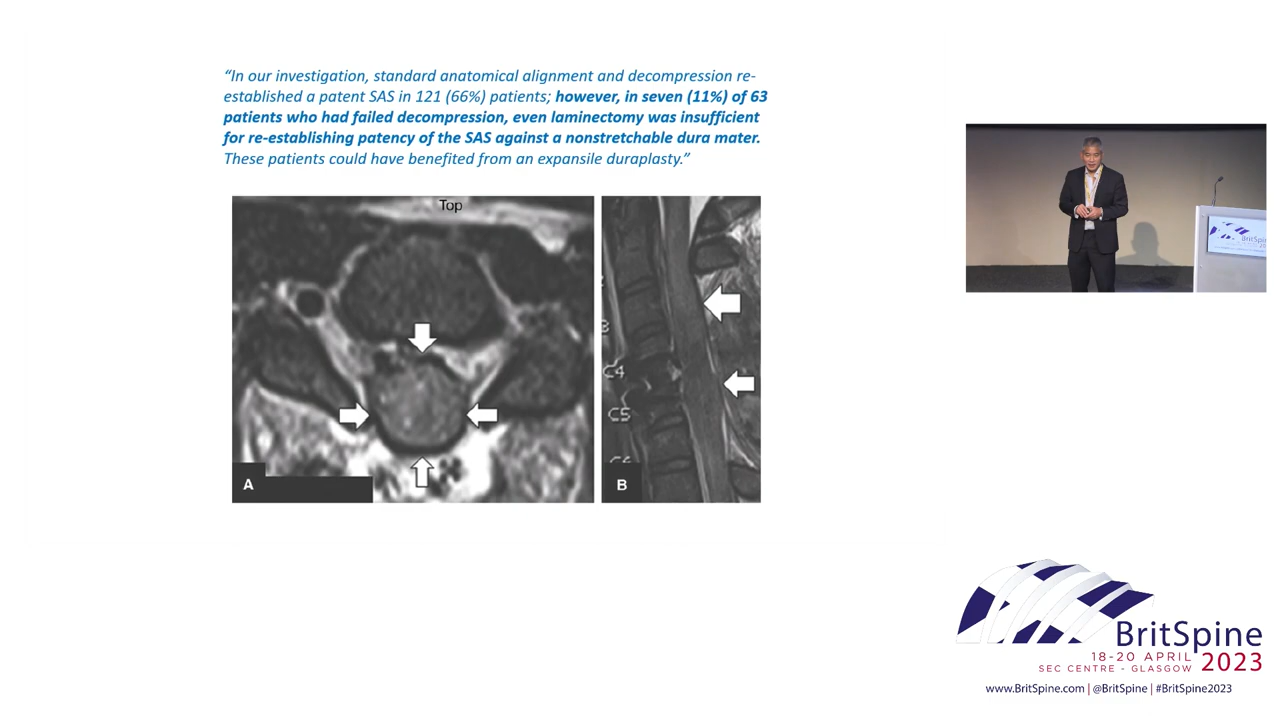 “In our investigation, standard anatomical alignment and decompression re-
established a patent SAS in 121 (66%) patients; however, in seven (11%) of 63
patients who had failed decompression, even laminectomy was insufficient
for re-establishing patency of the SAS against a nonstretchable dura mater.
These patients could have benefited from an expansile duraplasty.”
Top
A
C4
C5
B
BritSpine
18-20 APRIL 2023
SEC CENTRE - GLASGOW
www.BritSpine.com | @BritSpine | #BritSpine2023